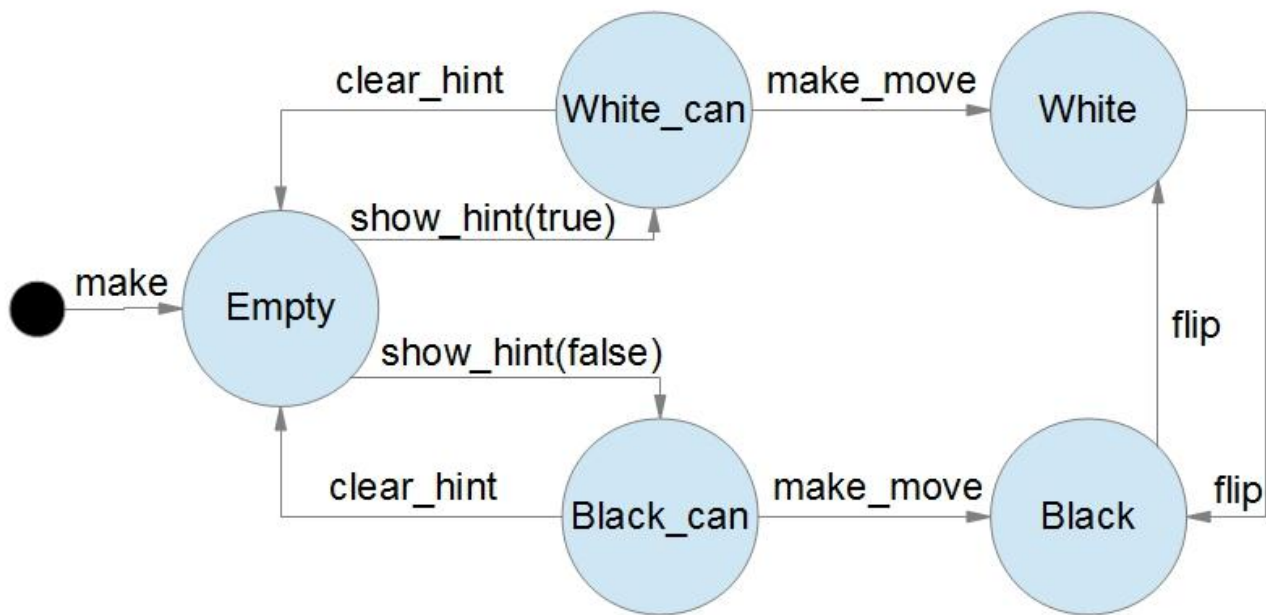 clear_hint
make_move
White_can
White
show_hint(true)
make
Empty
flip
show_hint(false)
clear_hint
make_move
flip
Black_can
Black